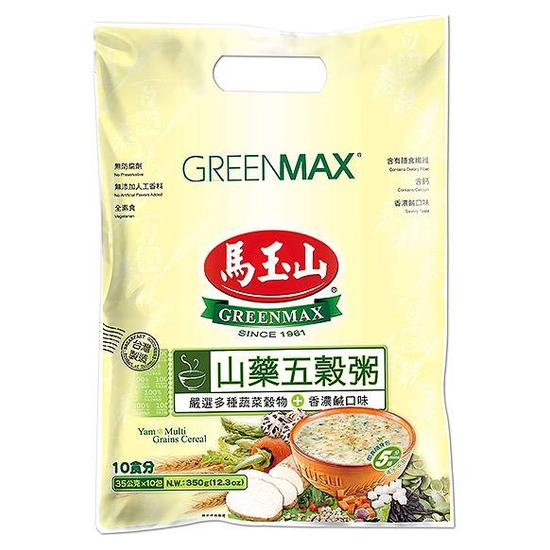 GREENMAX®
無防腐劑
No Preservative
無添加人工香料
No Artificial Flavors Added
全素食
Vegetarian
含有膳食纖維
Contains Dietary Fiber
含鈣
Contains Calcium
香濃鹹口味
Savory Taste
馬玉山
®
GREENMAX
SINCE 1961
台灣
製造
山藥五穀粥
嚴選多種蔬菜穀物+香濃鹹口味
Yam Multi
Grains Cereal
10食分
35公克×10包 N.W.:350g(12.3oz)